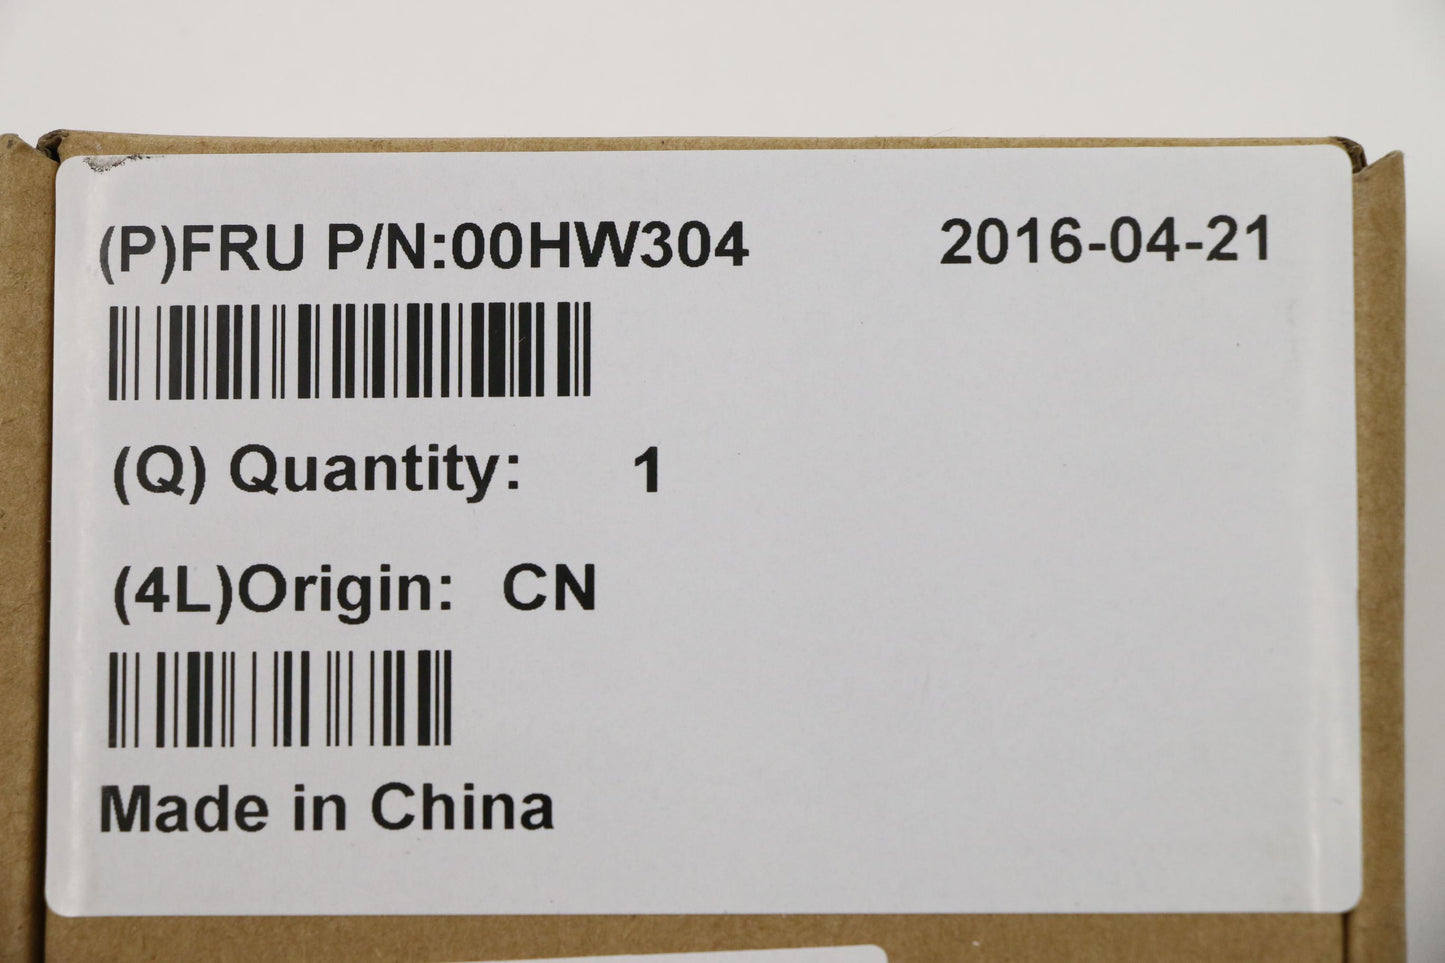 (P)FRU P/N:00HW304 2016-04-21
(Q) Quantity: 1
(4L)Origin: CN
Made in China